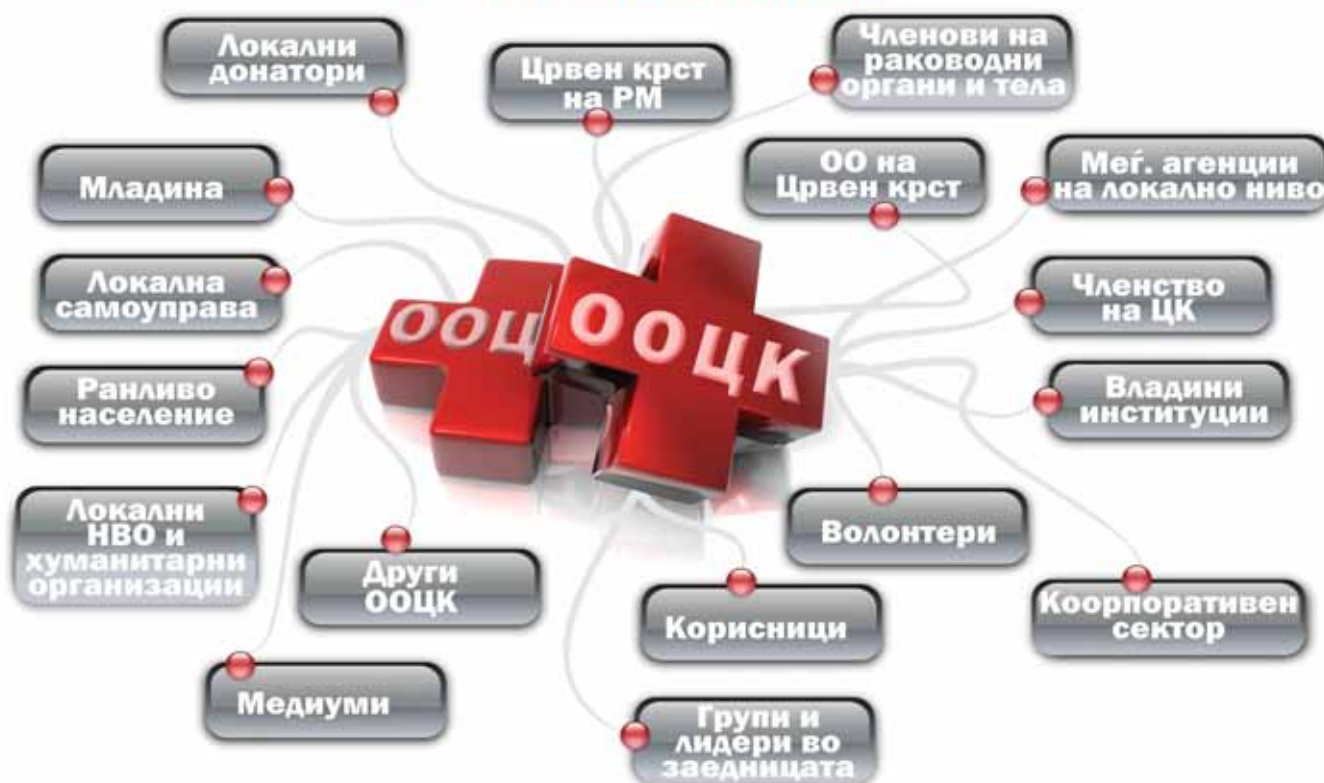 Локални
донатори
Црвен крст
на РМ
Членови на
раководни
органи и тела
Младина
ОО на
Црвен крст
Меѓ. агенции
на локално ниво
Локална
самоуправа
Членство
на ЦК
ООЦ
ООЦК
Ранливо
население
Владини
институции
Локални
НВО и
хуманитарни
организации
Други
ООЦК
Волонтери
Корисници
Коорпоративен
сектор
Медиуми
Групи и
лидери во
заедницата